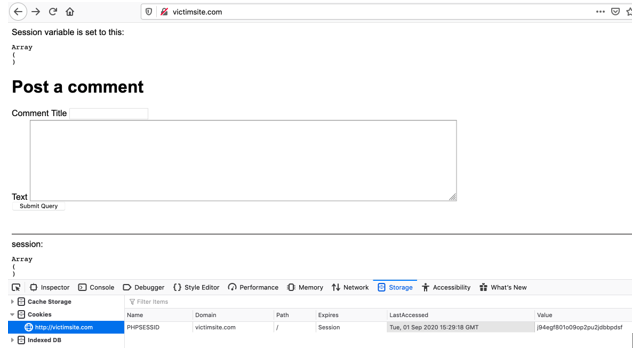 victimsite.com
Session variable is set to this:
Array
(
)
Post a comment
Comment Title
Text
Submit Query
session:
Array
(
)
Inspector Console Debugger {} Style Editor Performance Memory Network Storage Accessibility What's New
Cache Storage Filter Items
Cookies Name Domain Path Expires LastAccessed Value
http://victimsite.com PHPSESSID victimsite.com / Session Tue, 01 Sep 2020 15:29:18 GMT j94egf801o09op2pu2jdbbpdsf
Indexed DB